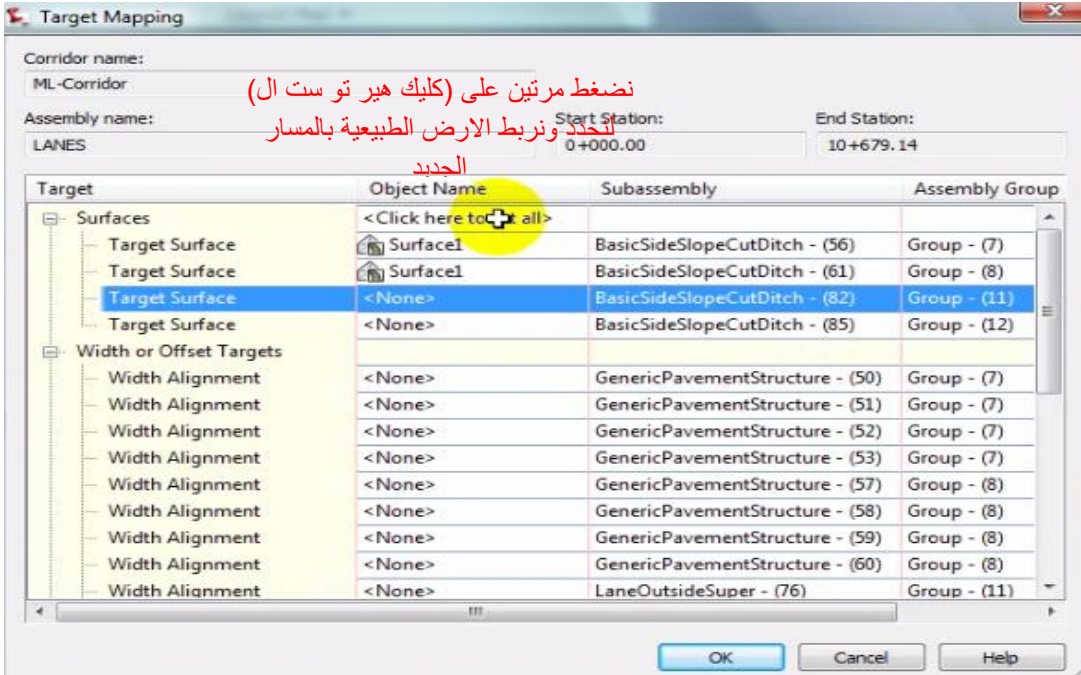 Target Mapping
Corridor name:
ML-Corridor
نضغط مرتين على (كليك هير تو ست ال)
Assembly name: Start Station: End Station:
لنحدد ونربط الارض الطبيعية بالمسار
LANES 0+000.00 10+679.14
الجديد
Target Object Name Subassembly Assembly Group
Surfaces <Click here to all>
Target Surface Surface1 BasicSideSlopeCutDitch - (56) Group - (7)
Target Surface Surface1 BasicSideSlopeCutDitch - (61) Group - (8)
Target Surface <None> BasicSideSlopeCutDitch - (82) Group - (11)
Target Surface <None> BasicSideSlopeCutDitch - (85) Group - (12)
Width or Offset Targets
Width Alignment <None> GenericPavementStructure - (50) Group - (7)
Width Alignment <None> GenericPavementStructure - (51) Group - (7)
Width Alignment <None> GenericPavementStructure - (52) Group - (7)
Width Alignment <None> GenericPavementStructure - (53) Group - (7)
Width Alignment <None> GenericPavementStructure - (57) Group - (8)
Width Alignment <None> GenericPavementStructure - (58) Group - (8)
Width Alignment <None> GenericPavementStructure - (59) Group - (8)
Width Alignment <None> GenericPavementStructure - (60) Group - (8)
Width Alignment <None> LaneOutsideSuper - (76) Group - (11)
OK Cancel Help